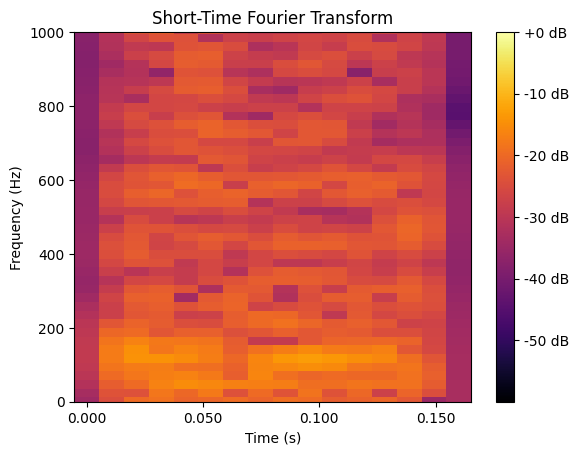 Short-Time Fourier Transform
Frequency (Hz)
1000
800
600
400
200
0
0.000
0.050
0.100
0.150
Time (s)
+0 dB
-10 dB
-20 dB
-30 dB
-40 dB
-50 dB